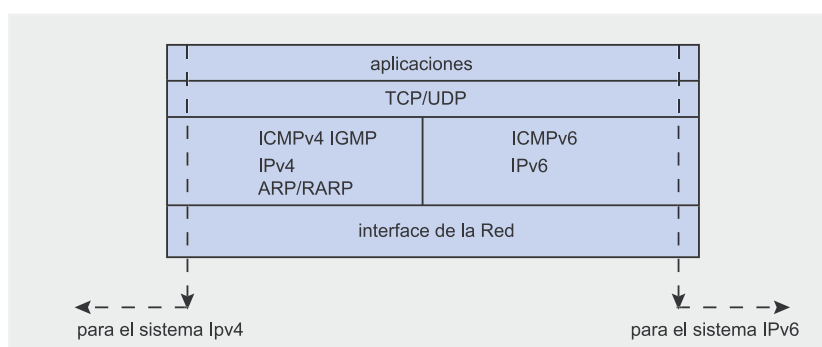 aplicaciones
TCP/UDP
ICMPv4 IGMP
IPv4
ARP/RARP
ICMPv6
IPv6
interface de la Red
para el sistema Ipv4
para el sistema IPv6